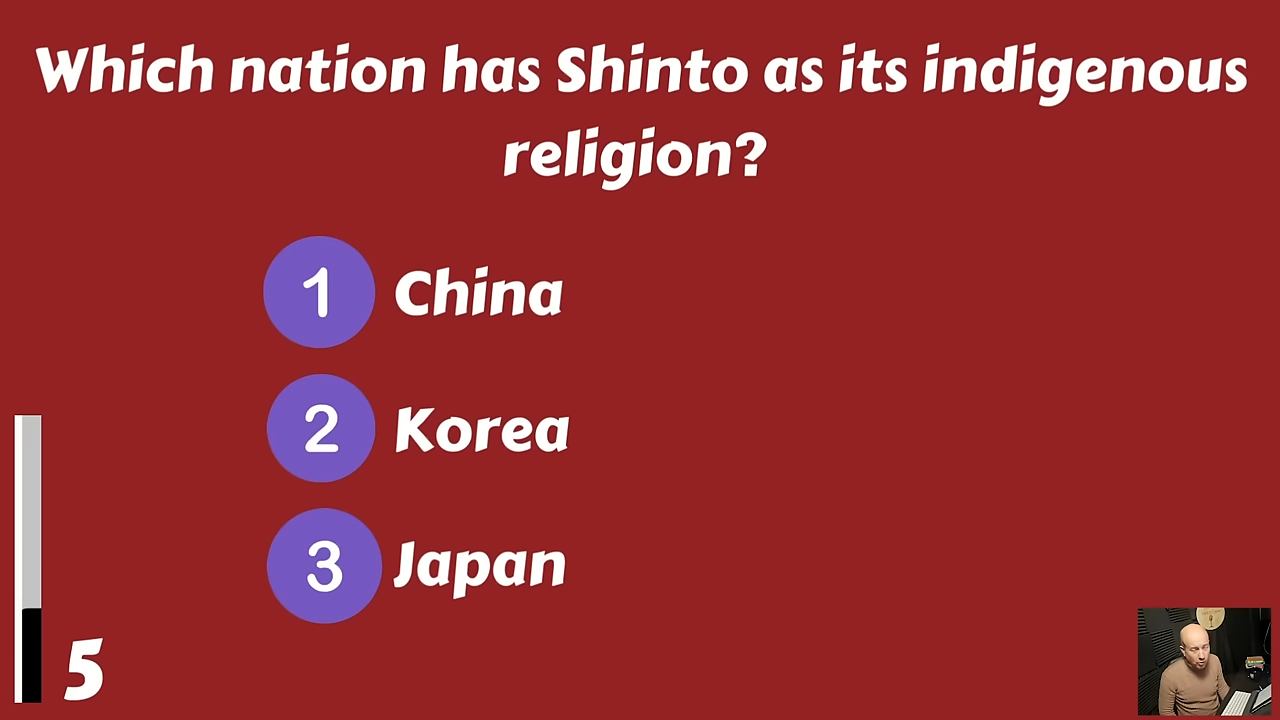 Which nation has Shinto as its indigenous
religion?
1 China
2 Korea
3 Japan
5